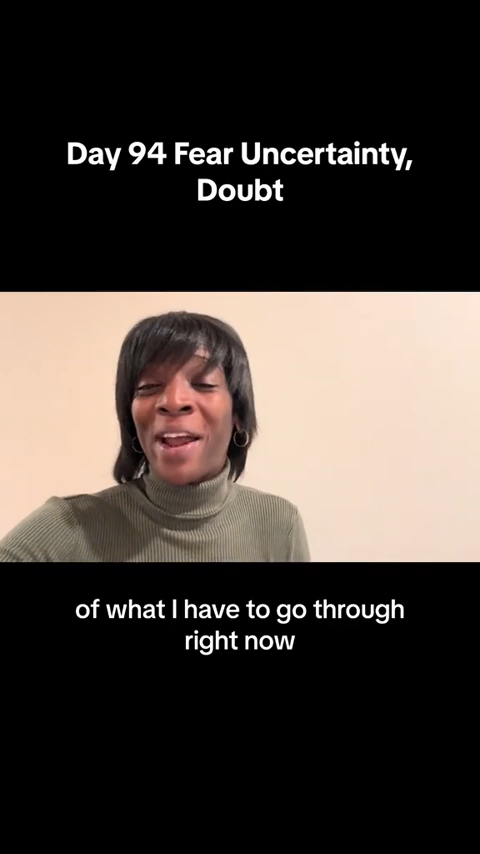 Day 94 Fear Uncertainty,
Doubt
of what I have to go through
right now